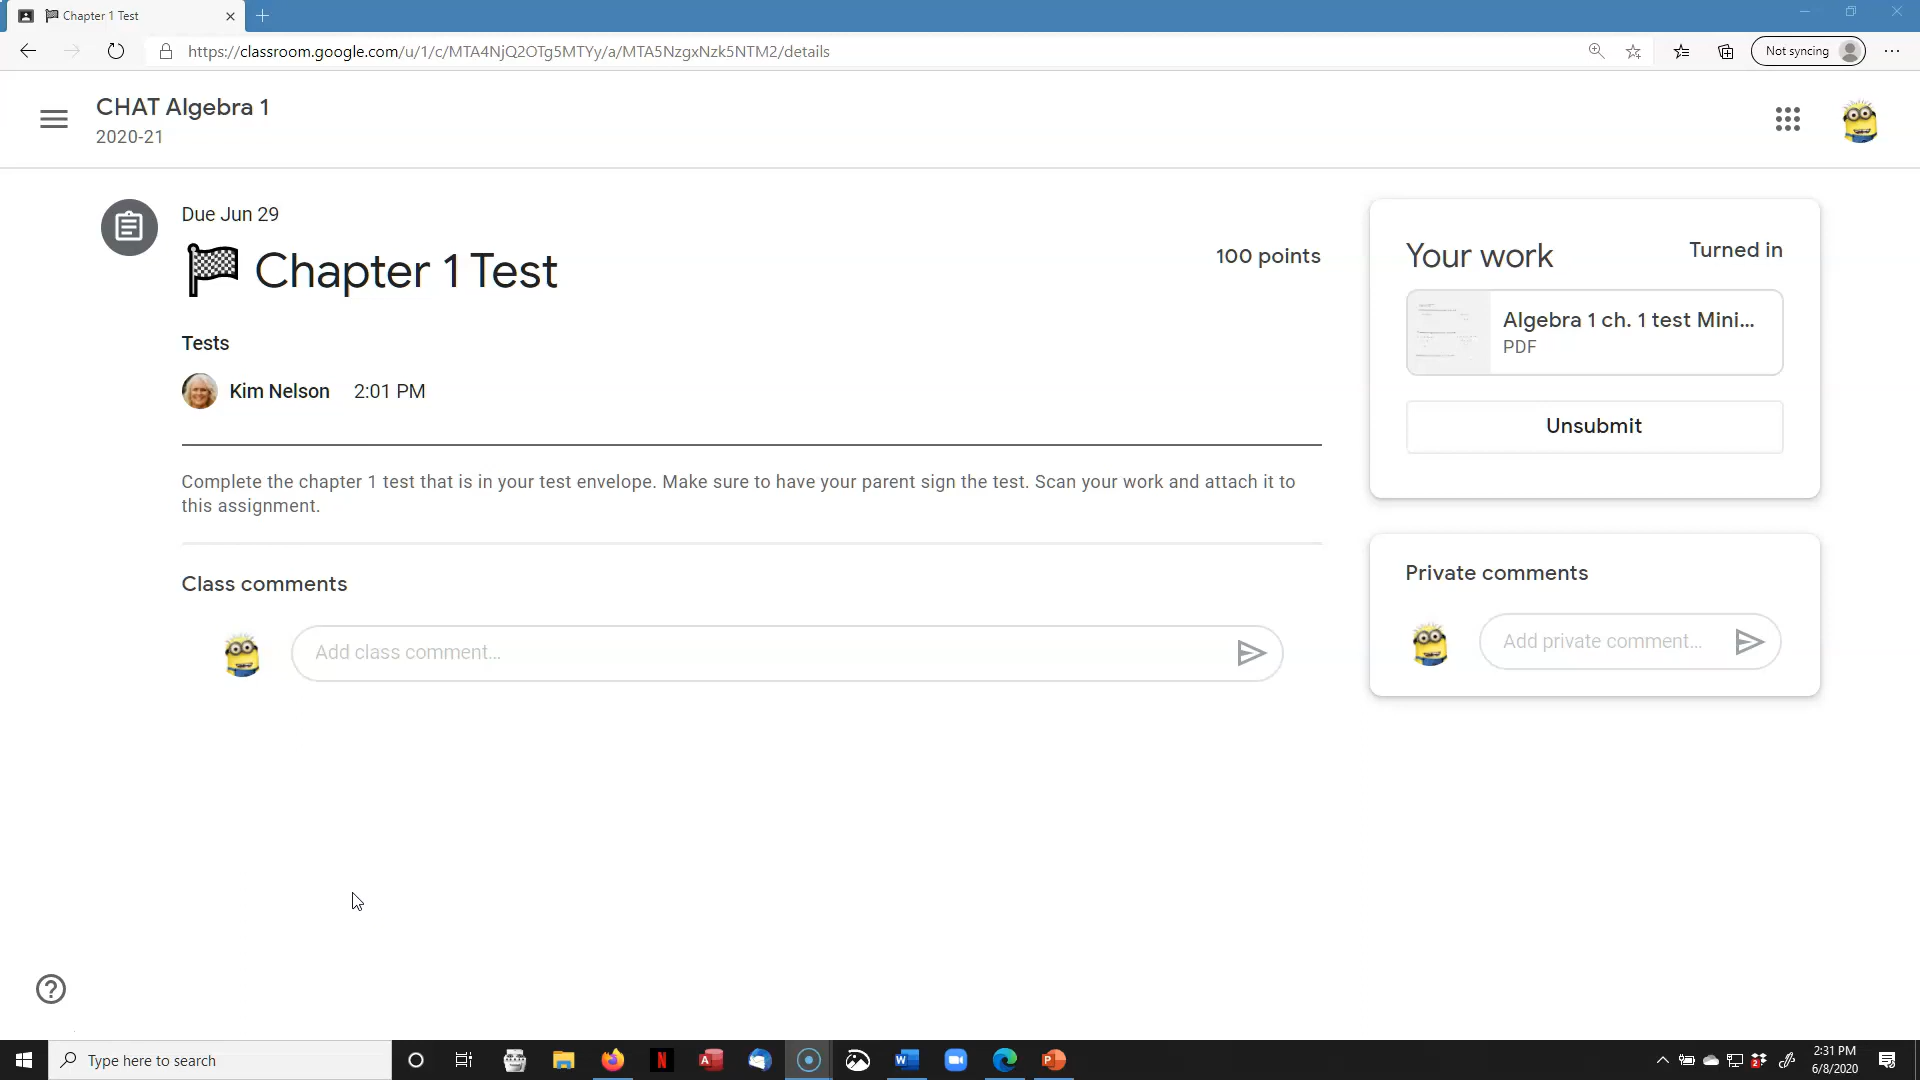 Chapter 1 Test
https://classroom.google.com/u/1/c/MTA4NjQ2OTg5MTYy/a/MTA5NzgxNzk5NTM2/details
Not syncing
CHAT Algebra 1
2020-21
Due Jun 29
Chapter 1 Test
100 points
Tests
Kim Nelson 2:01 PM
Complete the chapter 1 test that is in your test envelope. Make sure to have your parent sign the test. Scan your work and attach it to
this assignment.
Class comments
Add class comment...
Your work
Turned in
Algebra 1 ch. 1 test Mini...
PDF
Unsubmit
Private comments
Add private comment...
Type here to search
2:31 PM
6/8/2020